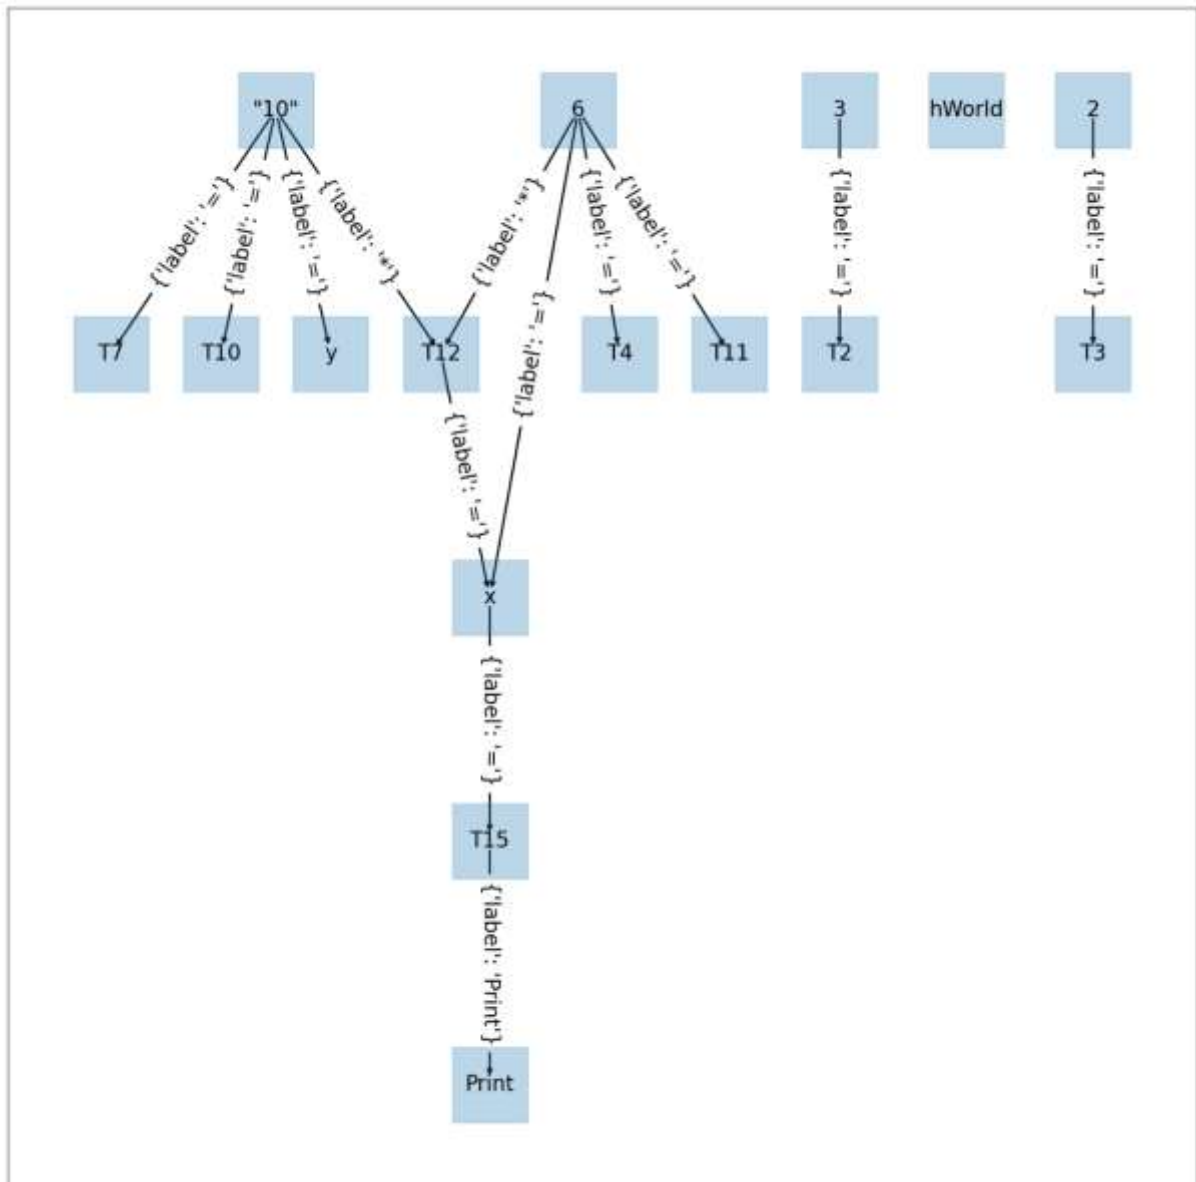 "10" 6 3 hWorld 2
{'label': '='} {'label': '='} {'label': '='} {'label': '*'} {'label': '*'} {'label': '='} {'label': '='} {'label': '='} {'label': '='} {'label': '='}
T7 T10 y T12 T4 T11 T2 T3
{'label': '='}
x
{'label': '='}
T15
{'label': 'Print'}
Print